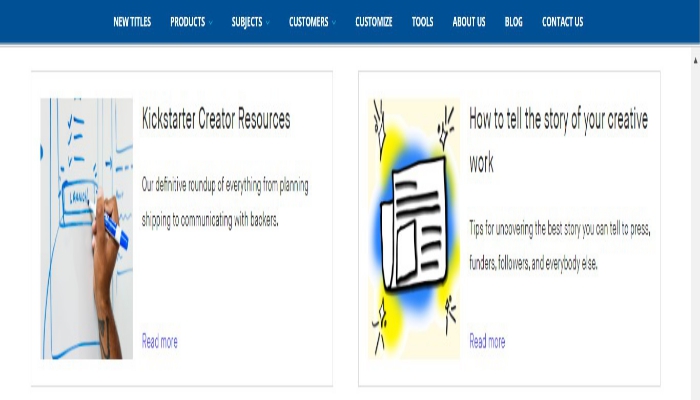 NEW TITLES PRODUCTS SUBJECTS CUSTOMERS CUSTOMIZE TOOLS ABOUT US BLOG CONTACT US
Kickstarter Creator Resources
Our definitive roundup of everything from planning
shipping to communicating with backers.
Read more
LAUNCH!
How to tell the story of your creative
work
Tips for uncovering the best story you can tell to press,
funders, followers, and everybody else.
Read more